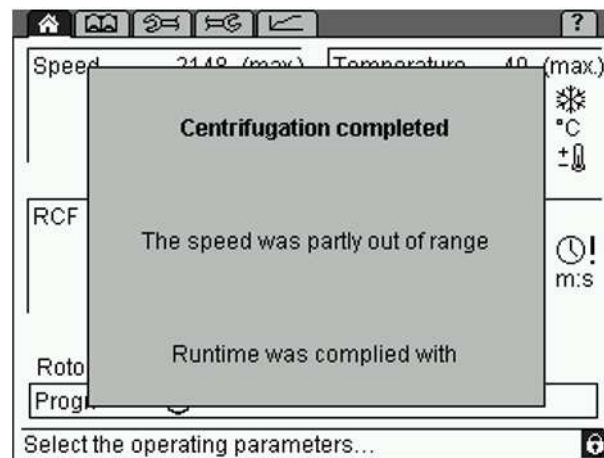 ?
Speed 2148 (max.) Temperature 40 (max.)
°C
Centrifugation completed
RCF
The speed was partly out of range
!
m:s
Runtime was complied with
Select the operating parameters...